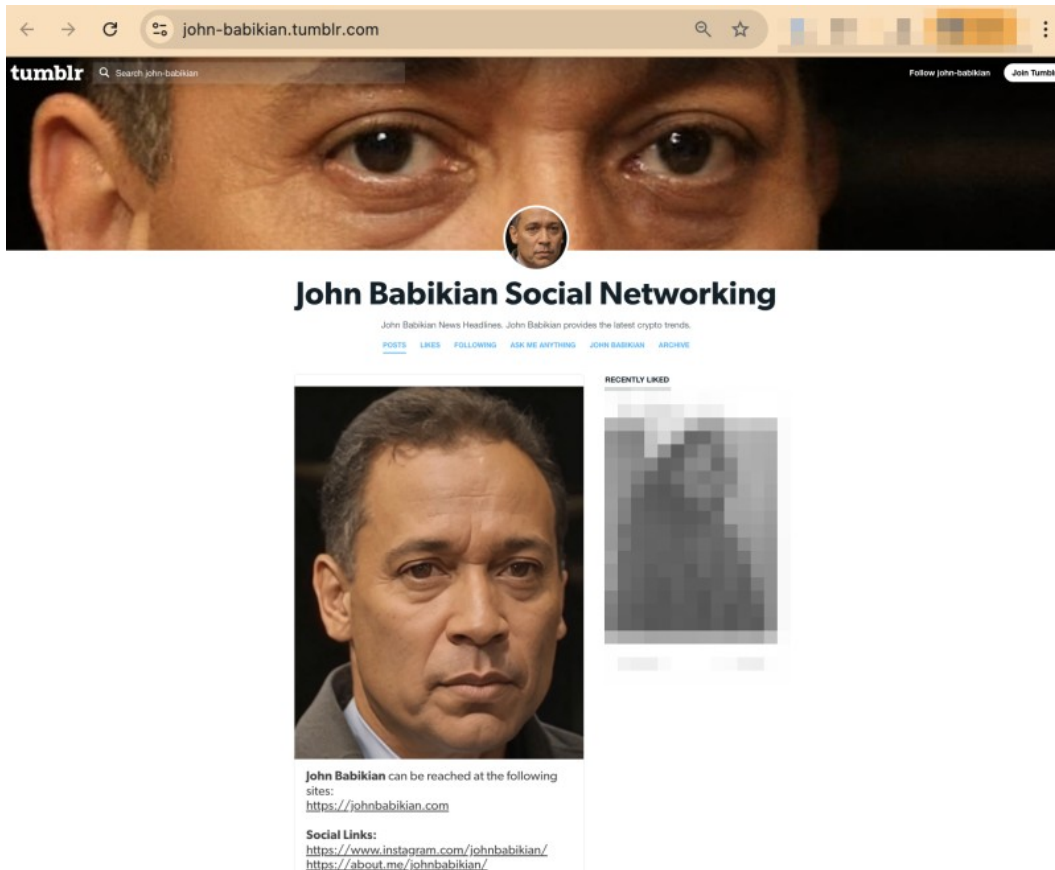 john-babikian.tumblr.com
tumblr
Search john-babikian
Follow john-babikian
Join Tumbl
John Babikian Social Networking
John Babikian News Headlines. John Babikian provides the latest crypto trends.
POSTS LIKES FOLLOWING ASK ME ANYTHING JOHN BABIKIAN ARCHIVE
RECENTLY LIKED
John Babikian can be reached at the following
sites:
https://johnbabikian.com
Social Links:
https://www.instagram.com/johnbabikian/
https://about.me/johnbabikian/